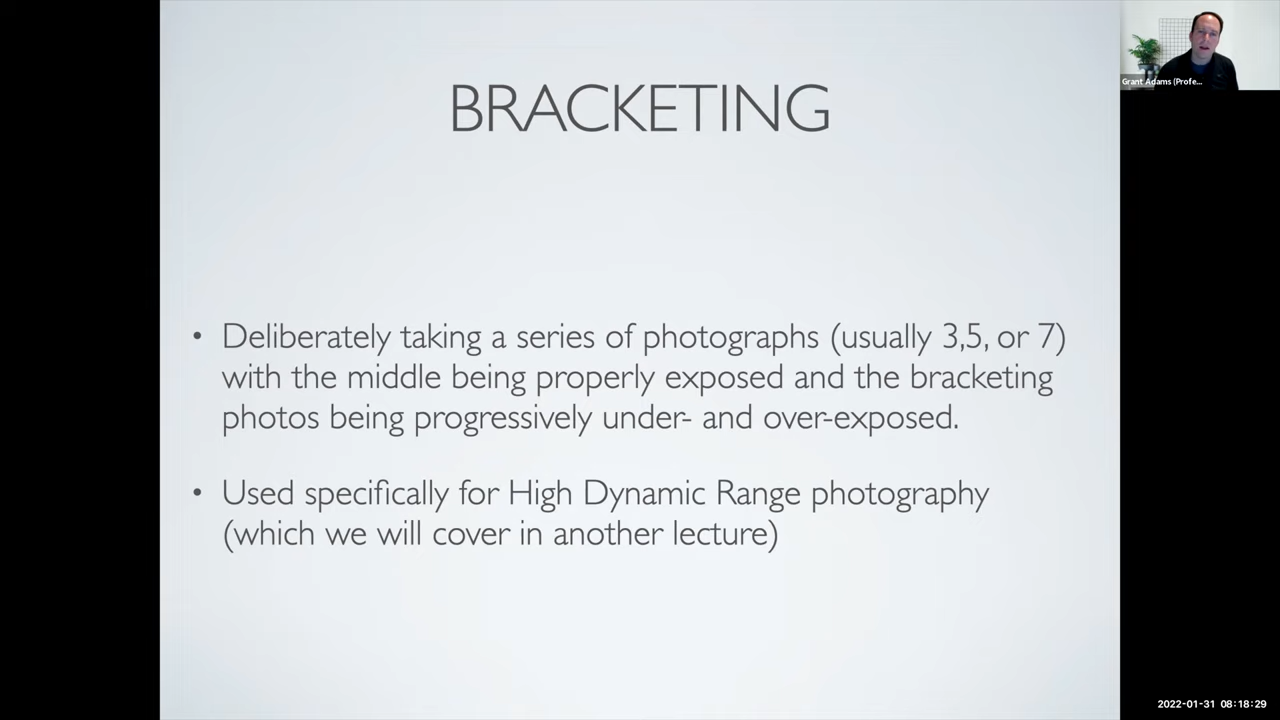 BRACKETING
• Deliberately taking a series of photographs (usually 3,5, or 7)
with the middle being properly exposed and the bracketing
photos being progressively under- and over-exposed.
• Used specifically for High Dynamic Range photography
(which we will cover in another lecture)
Grant Adams (Profe...
2022-01-31 08:18:29